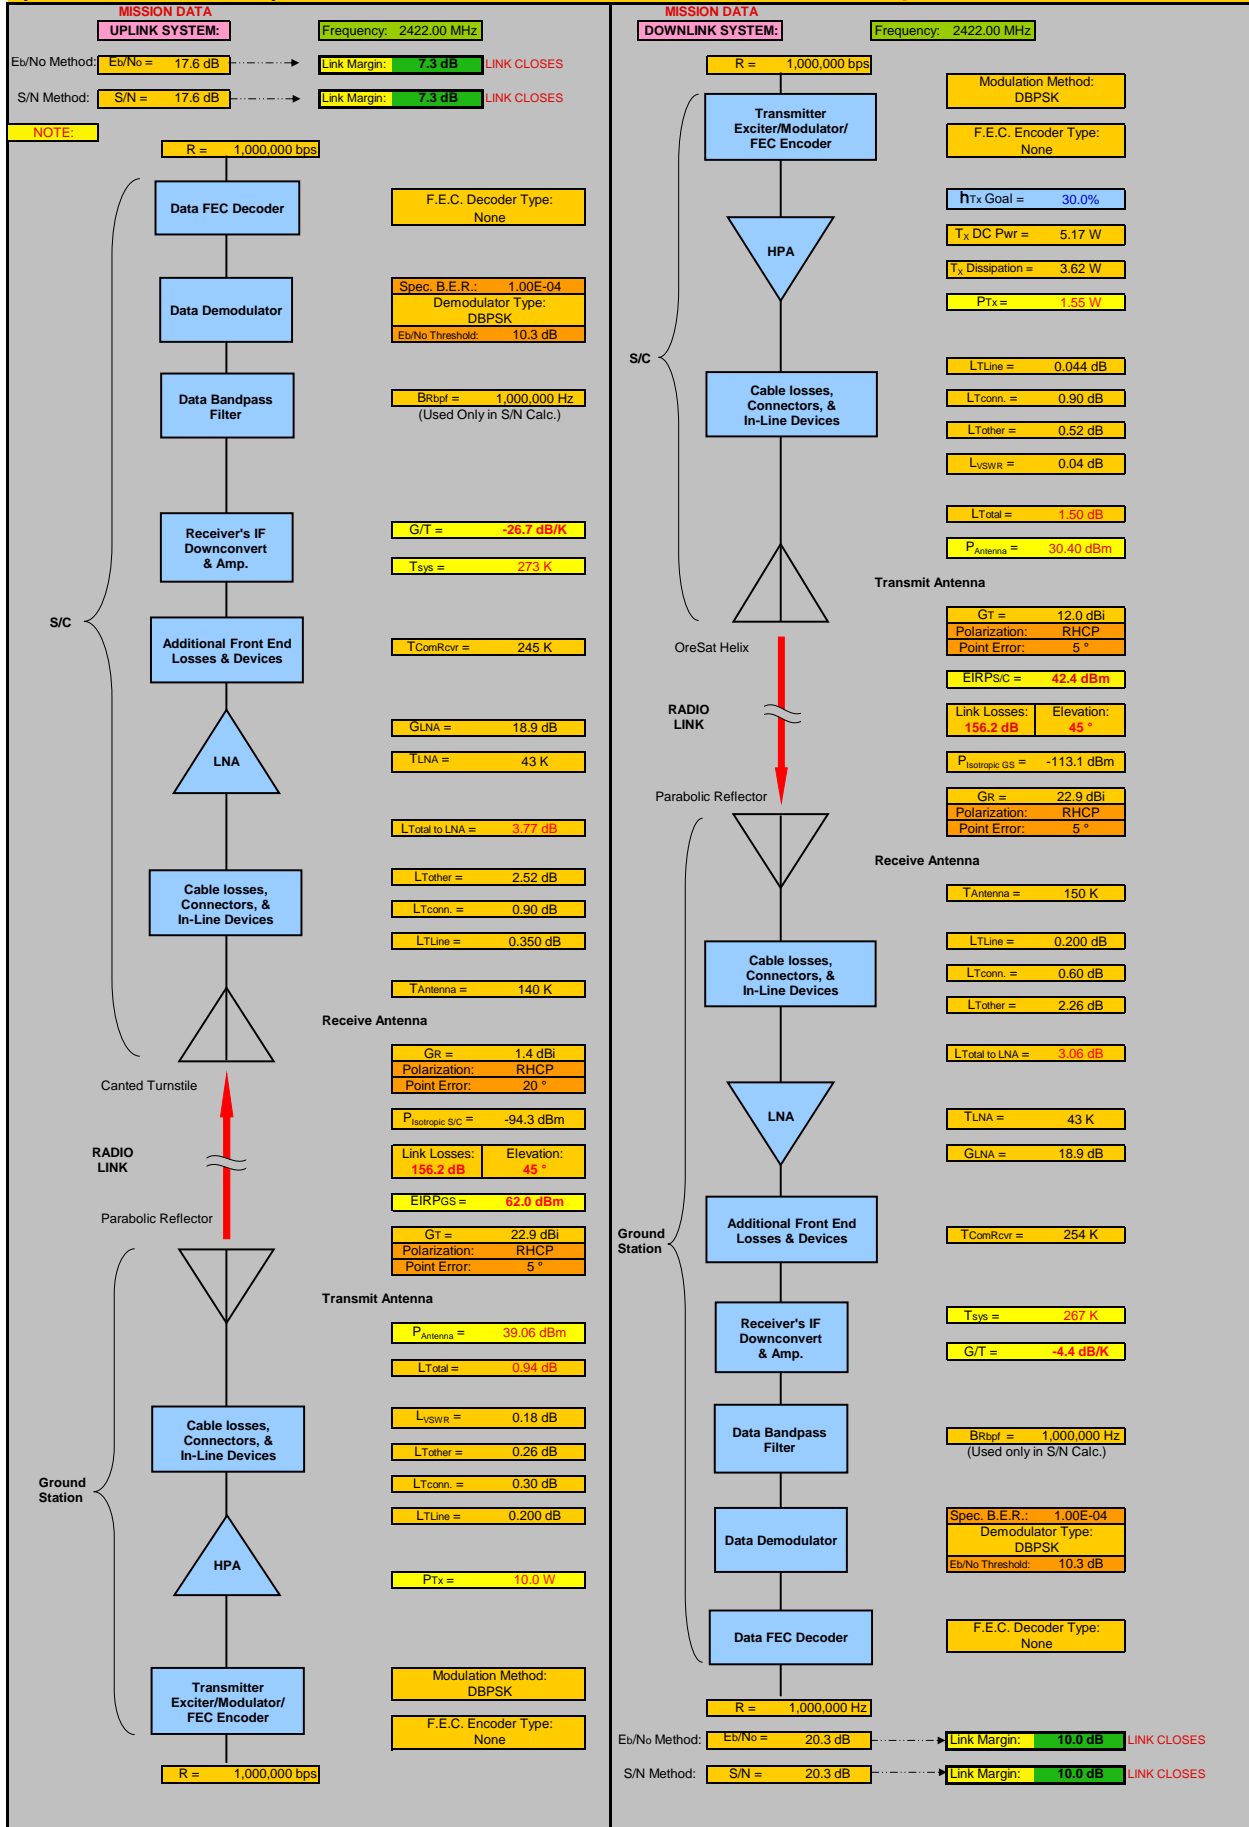 MISSION DATA
UPLINK SYSTEM:
Frequency: 2422.00 MHz
Eb/No Method:
Eb/No = 17.6 dB
Link Margin: 7.3 dB
LINK CLOSES
S/N Method:
S/N = 17.6 dB
Link Margin: 7.3 dB
LINK CLOSES
NOTE:
R = 1,000,000 bps
Data FEC Decoder
F.E.C. Decoder Type:
None
Data Demodulator
Spec. B.E.R.: 1.00E-04
Demodulator Type:
DBPSK
Eb/No Threshold: 10.3 dB
Data Bandpass
Filter
BRbpf = 1,000,000 Hz
(Used Only in S/N Calc.)
Receiver's IF
Downconvert
& Amp.
G/T = -26.7 dB/K
Tsys = 273 K
S/C
Additional Front End
Losses & Devices
TComRcvr = 245 K
LNA
GLNA = 18.9 dB
TLNA = 43 K
LTotal to LNA = 3.77 dB
Cable losses,
Connectors, &
In-Line Devices
LTother = 2.52 dB
LTconn. = 0.90 dB
LTLine = 0.350 dB
TAntenna = 140 K
Receive Antenna
Canted Turnstile
GR = 1.4 dBi
Polarization: RHCP
Point Error: 20 °
PIsotropic S/C = -94.3 dBm
RADIO
LINK
Link Losses: Elevation:
156.2 dB 45 °
EIRPGS = 62.0 dBm
Parabolic Reflector
GT = 22.9 dBi
Polarization: RHCP
Point Error: 5 °
Transmit Antenna
PAntenna = 39.06 dBm
LTotal = 0.94 dB
Cable losses,
Connectors, &
In-Line Devices
LVSWR = 0.18 dB
LTother = 0.26 dB
LTconn. = 0.30 dB
LTLine = 0.200 dB
Ground
Station
HPA
PTx = 10.0 W
Transmitter
Exciter/Modulator/
FEC Encoder
Modulation Method:
DBPSK
F.E.C. Encoder Type:
None
R = 1,000,000 bps
MISSION DATA
DOWNLINK SYSTEM:
Frequency: 2422.00 MHz
R = 1,000,000 bps
Transmitter
Exciter/Modulator/
FEC Encoder
Modulation Method:
DBPSK
F.E.C. Encoder Type:
None
hTx Goal = 30.0%
HPA
TX DC Pwr = 5.17 W
TX Dissipation = 3.62 W
PTx = 1.55 W
S/C
Cable losses,
Connectors, &
In-Line Devices
LTLine = 0.044 dB
LTconn. = 0.90 dB
LTother = 0.52 dB
LVSWR = 0.04 dB
LTotal = 1.50 dB
PAntenna = 30.40 dBm
Transmit Antenna
OreSat Helix
GT = 12.0 dBi
Polarization: RHCP
Point Error: 5 °
EIRPS/C = 42.4 dBm
RADIO
LINK
Link Losses: Elevation:
156.2 dB 45 °
PIsotropic GS = -113.1 dBm
Parabolic Reflector
GR = 22.9 dBi
Polarization: RHCP
Point Error: 5 °
Receive Antenna
TAntenna = 150 K
Cable losses,
Connectors, &
In-Line Devices
LTLine = 0.200 dB
LTconn. = 0.60 dB
LTother = 2.26 dB
LTotal to LNA = 3.06 dB
LNA
TLNA = 43 K
GLNA = 18.9 dB
Ground
Station
Additional Front End
Losses & Devices
TComRcvr = 254 K
Receiver's IF
Downconvert
& Amp.
Tsys = 267 K
G/T = -4.4 dB/K
Data Bandpass
Filter
BRbpf = 1,000,000 Hz
(Used only in S/N Calc.)
Data Demodulator
Spec. B.E.R.: 1.00E-04
Demodulator Type:
DBPSK
Eb/No Threshold: 10.3 dB
Data FEC Decoder
F.E.C. Decoder Type:
None
R = 1,000,000 Hz
Eb/No Method:
Eb/No = 20.3 dB
Link Margin: 10.0 dB
LINK CLOSES
S/N Method:
S/N = 20.3 dB
Link Margin: 10.0 dB
LINK CLOSES